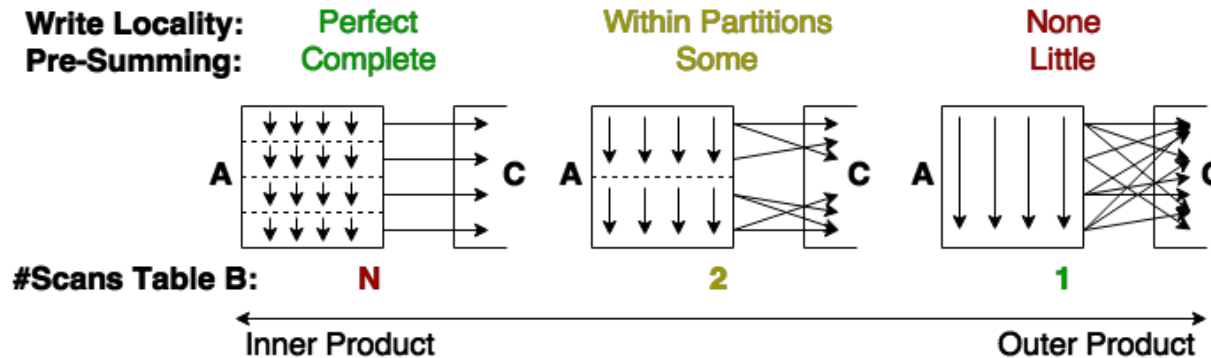 Write Locality: Perfect Within Partitions None
Pre-Summing: Complete Some Little
A C A C A C
#Scans Table B: N 2 1
Inner Product Outer Product